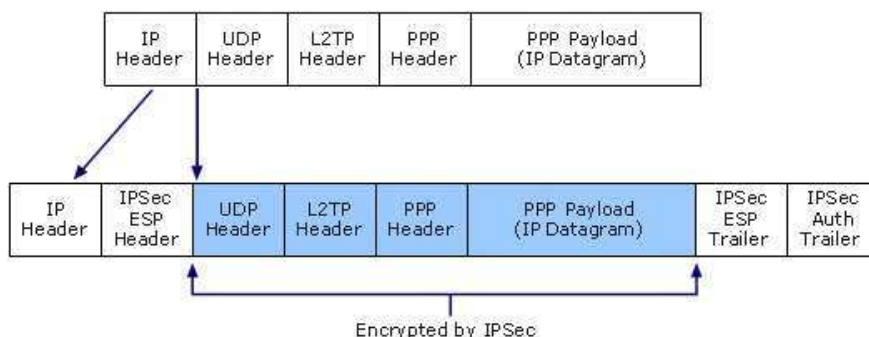 IP Header
UDP Header
L2TP Header
PPP Header
PPP Payload (IP Datagram)
IP Header
IPSec ESP Header
UDP Header
L2TP Header
PPP Header
PPP Payload (IP Datagram)
IPSec ESP Trailer
IPSec Auth Trailer
Encrypted by IPSec